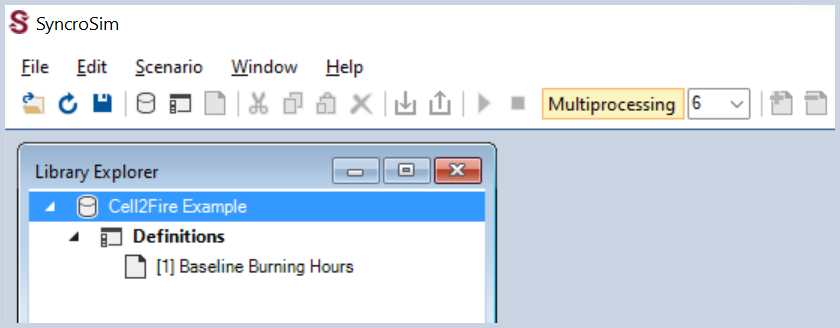 SyncroSim
File Edit Scenario Window Help
Multiprocessing 6
Library Explorer
Cell2Fire Example
Definitions
[1] Baseline Burning Hours